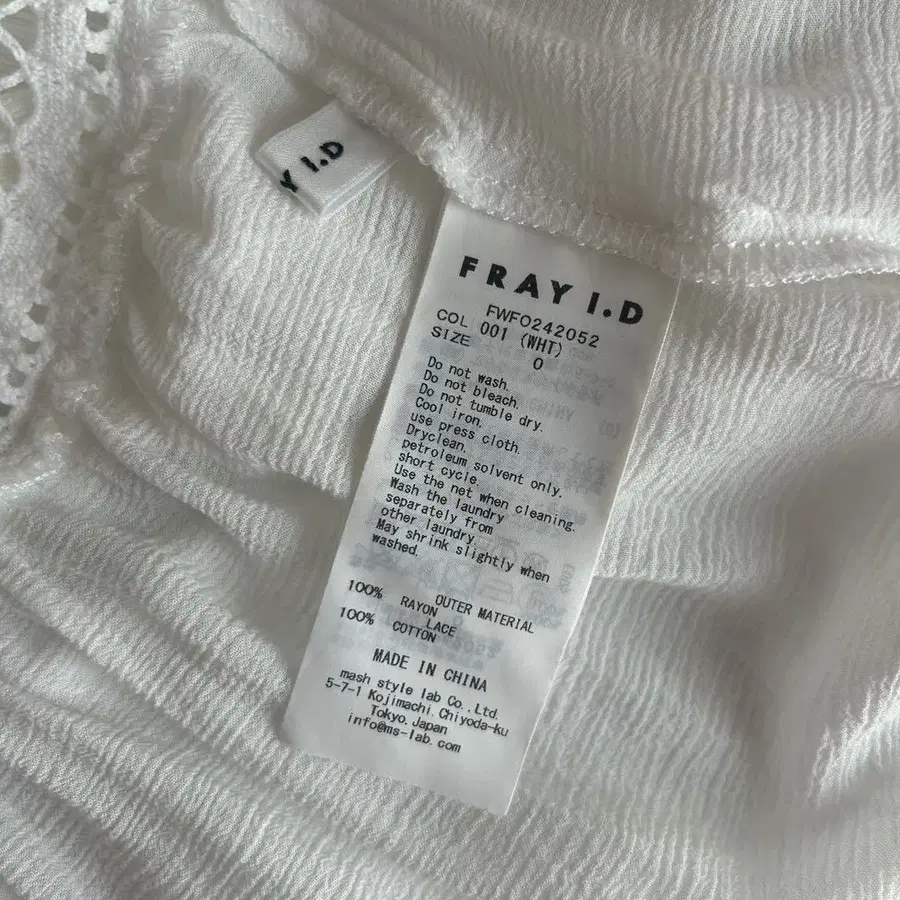 Y I.D
FRAY I.D
FWFO242052
COL 001 (WHT)
SIZE 0
Do not wash.
Do not bleach.
Do not tumble dry.
Cool iron.
use press cloth.
Dryclean.
petroleum solvent only.
short cycle.
Use the net when cleaning.
Wash the laundry
separately from
other laundry.
May shrink slightly when
washed.
OUTER MATERIAL
100% RAYON
LACE
100% COTTON
MADE IN CHINA
mash style lab Co.,Ltd.
5-7-1 Kojimachi.Chiyoda-ku
Tokyo.Japan
info@ms-lab.com